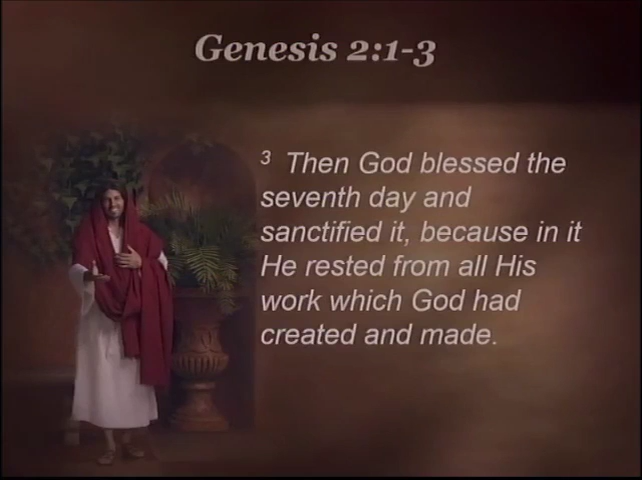 Genesis 2:1-3
3 Then God blessed the
seventh day and
sanctified it, because in it
He rested from all His
work which God had
created and made.